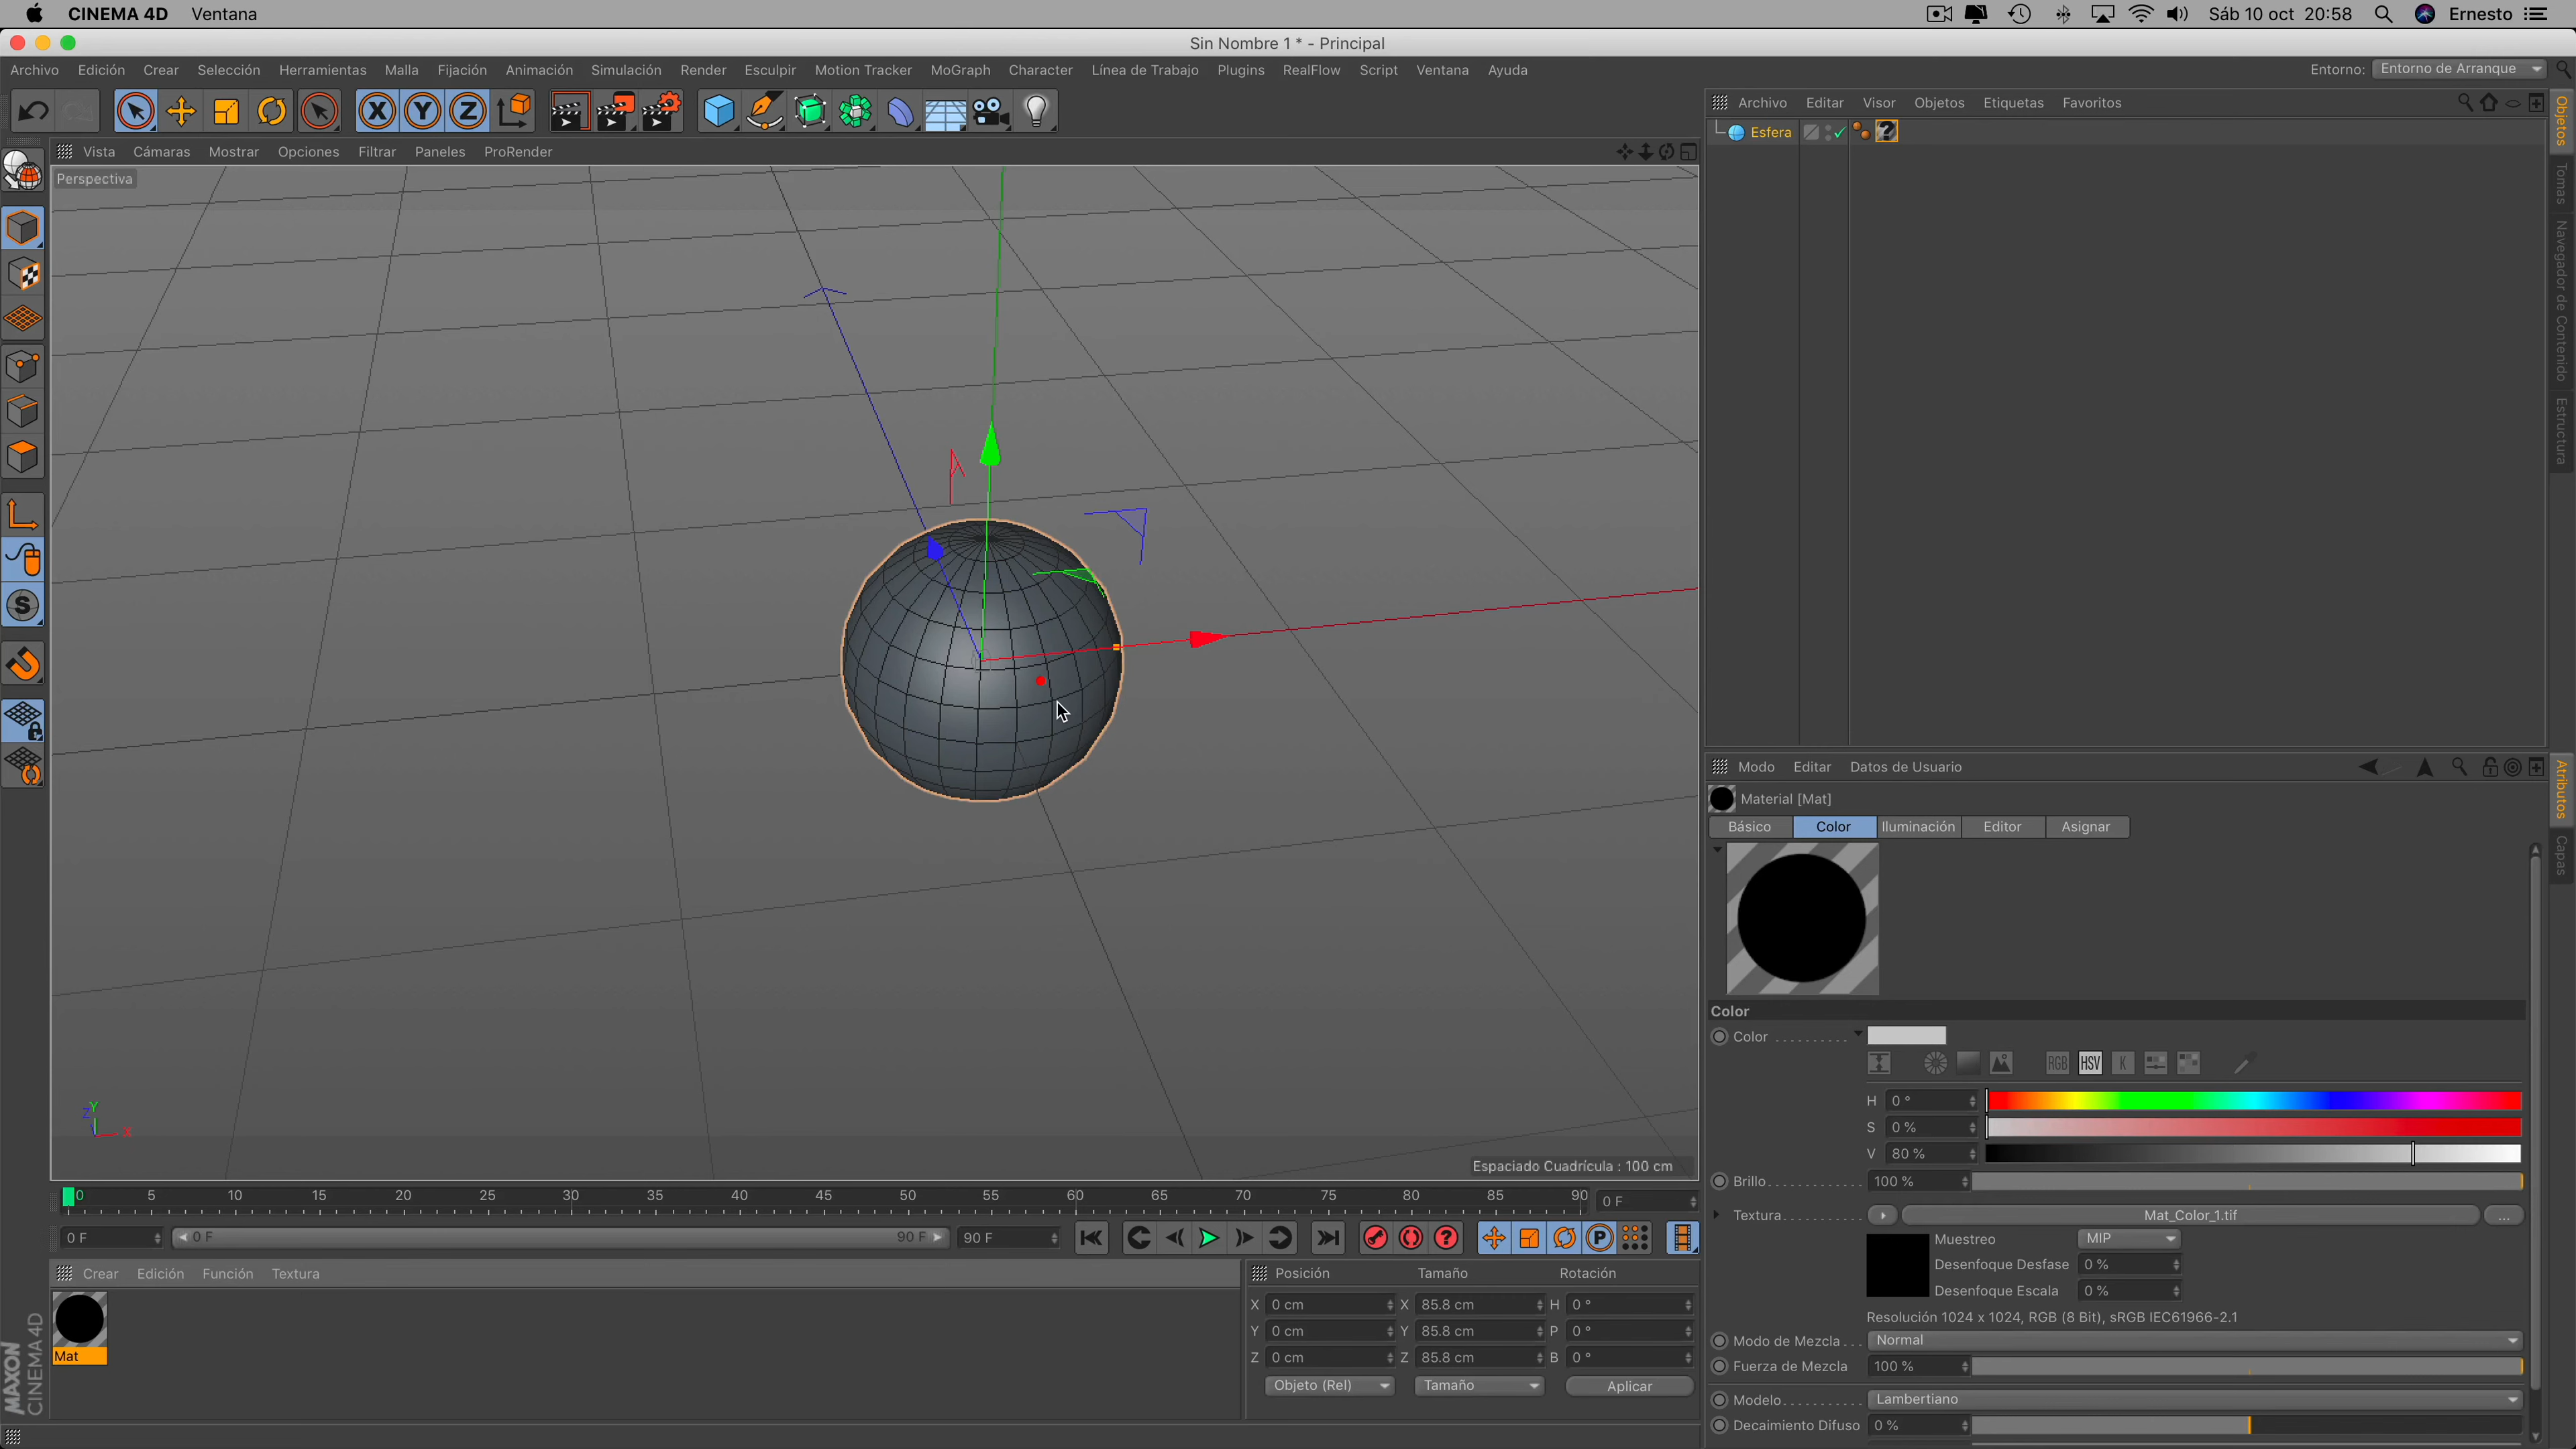 CINEMA 4D Ventana Sáb 10 oct 20:58 Ernesto
Sin Nombre 1 * - Principal
Archivo Edición Crear Selección Herramientas Malla Fijación Animación Simulación Render Esculpir Motion Tracker MoGraph Character Línea de Trabajo Plugins RealFlow Script Ventana Ayuda Entorno: Entorno de Arranque
X Y Z
Vista Cámaras Mostrar Opciones Filtrar Paneles ProRender
Perspectiva
S
Y
Z
X
Espaciado Cuadrícula : 100 cm
Archivo Editar Visor Objetos Etiquetas Favoritos
Esfera ?
Objetos
Tomas
Navegador de Contenido
Estructura
Modo Editar Datos de Usuario
Material [Mat]
Básico Color Iluminación Editor Asignar
Atributos
Capas
Color
Color
RGB HSV K
H 0 °
S 0 %
V 80 %
Brillo 100 %
Textura Mat_Color_1.tif ...
Muestreo MIP
Desenfoque Desfase 0 %
Desenfoque Escala 0 %
Resolución 1024 x 1024, RGB (8 Bit), sRGB IEC61966-2.1
Modo de Mezcla Normal
Fuerza de Mezcla 100 %
Modelo Lambertiano
Decaimiento Difuso 0 %
0 5 10 15 20 25 30 35 40 45 50 55 60 65 70 75 80 85 90 0 F
0 F 0 F 90 F 90 F ? P
Crear Edición Función Textura
Mat
Posición Tamaño Rotación
X 0 cm X 85.8 cm H 0 °
Y 0 cm Y 85.8 cm P 0 °
Z 0 cm Z 85.8 cm B 0 °
Objeto (Rel) Tamaño Aplicar
MAXON
CINEMA 4D